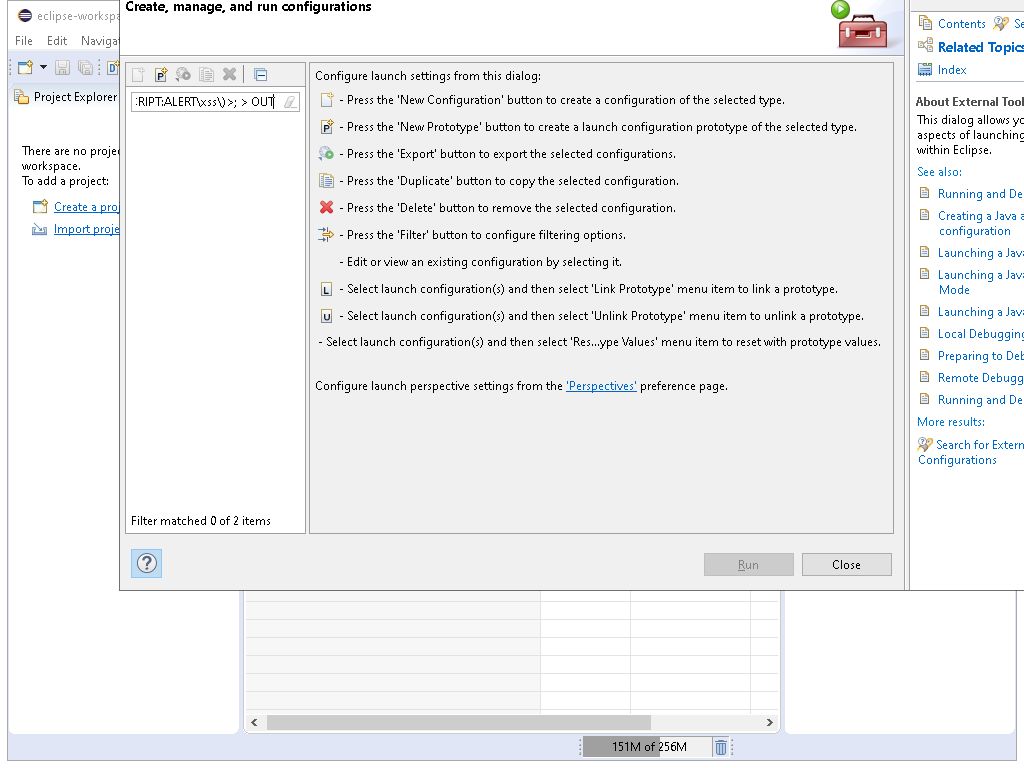 eclipse-workspa
Create, manage, and run configurations
File Edit Naviga
Project Explorer
There are no proje
workspace.
To add a project:
Create a proj
Import proje
:RIPT:ALERT\xss\)>; > OUT
Filter matched 0 of 2 items
Configure launch settings from this dialog:
- Press the 'New Configuration' button to create a configuration of the selected type.
- Press the 'New Prototype' button to create a launch configuration prototype of the selected type.
- Press the 'Export' button to export the selected configurations.
- Press the 'Duplicate' button to copy the selected configuration.
- Press the 'Delete' button to remove the selected configuration.
- Press the 'Filter' button to configure filtering options.
- Edit or view an existing configuration by selecting it.
L - Select launch configuration(s) and then select 'Link Prototype' menu item to link a prototype.
U - Select launch configuration(s) and then select 'Unlink Prototype' menu item to unlink a prototype.
- Select launch configuration(s) and then select 'Res...ype Values' menu item to reset with prototype values.
Configure launch perspective settings from the 'Perspectives' preference page.
Run
Close
Contents Se
Related Topics
Index
About External Tool
This dialog allows yo
aspects of launching
within Eclipse.
See also:
Running and De
Creating a Java a
configuration
Launching a Java
Launching a Java
Mode
Launching a Java
Local Debugging
Preparing to Deb
Remote Debugg
Running and De
More results:
Search for Extern
Configurations
151M of 256M